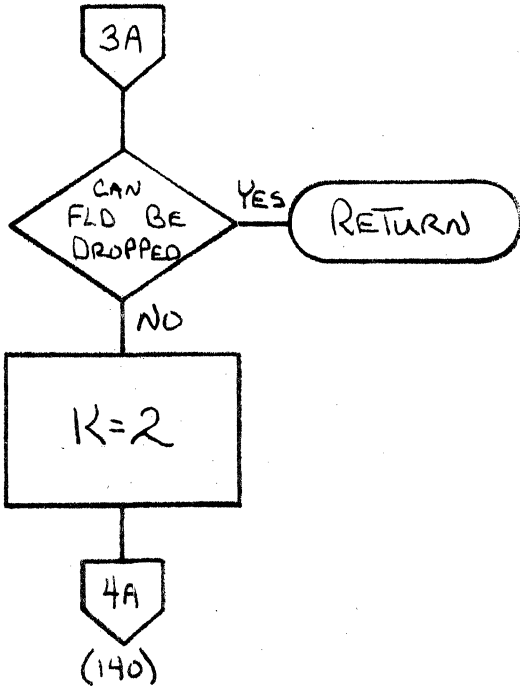 3A
CAN
FLD BE
DROPPED
YES
RETURN
NO
K=2
4A
(140)